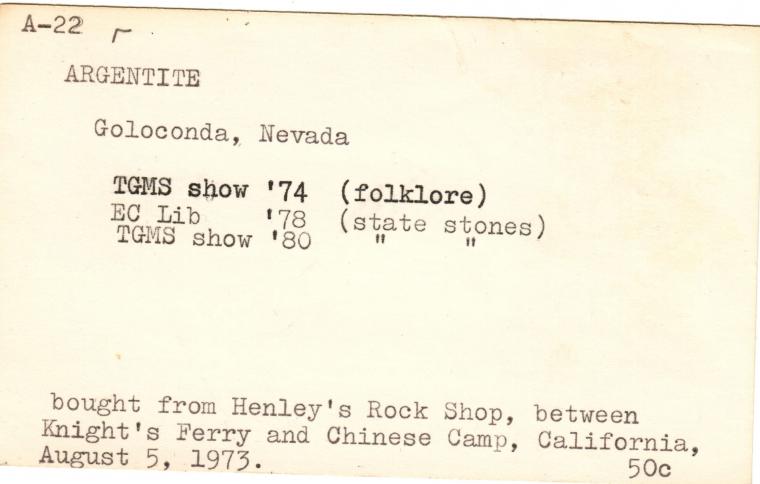 A-22 r
ARGENTITE
Goloconda, Nevada
TGMS show '74 (folklore)
EC Lib '78 (state stones)
TGMS show '80 " "
bought from Henley's Rock Shop, between
Knight's Ferry and Chinese Camp, California,
August 5, 1973. 50c